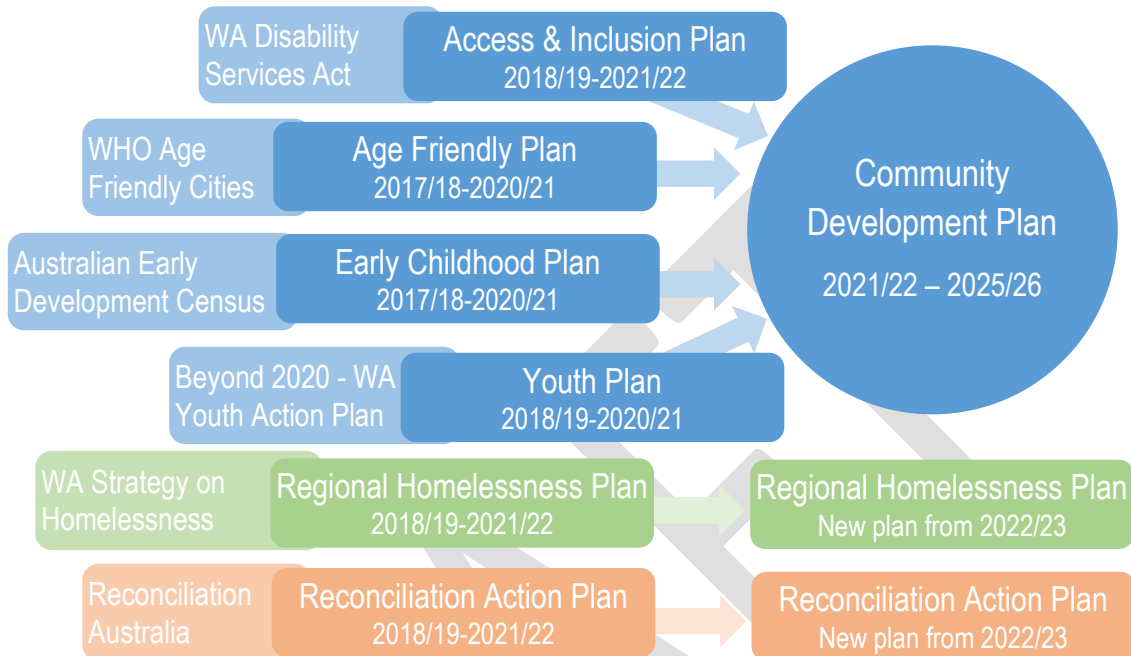 WA Disability
Services Act
Access & Inclusion Plan
2018/19-2021/22
WHO Age
Friendly Cities
Age Friendly Plan
2017/18-2020/21
Australian Early
Development Census
Early Childhood Plan
2017/18-2020/21
Beyond 2020 - WA
Youth Action Plan
Youth Plan
2018/19-2020/21
Community
Development Plan
2021/22 – 2025/26
WA Strategy on
Homelessness
Regional Homelessness Plan
2018/19-2021/22
Regional Homelessness Plan
New plan from 2022/23
Reconciliation
Australia
Reconciliation Action Plan
2018/19-2021/22
Reconciliation Action Plan
New plan from 2022/23